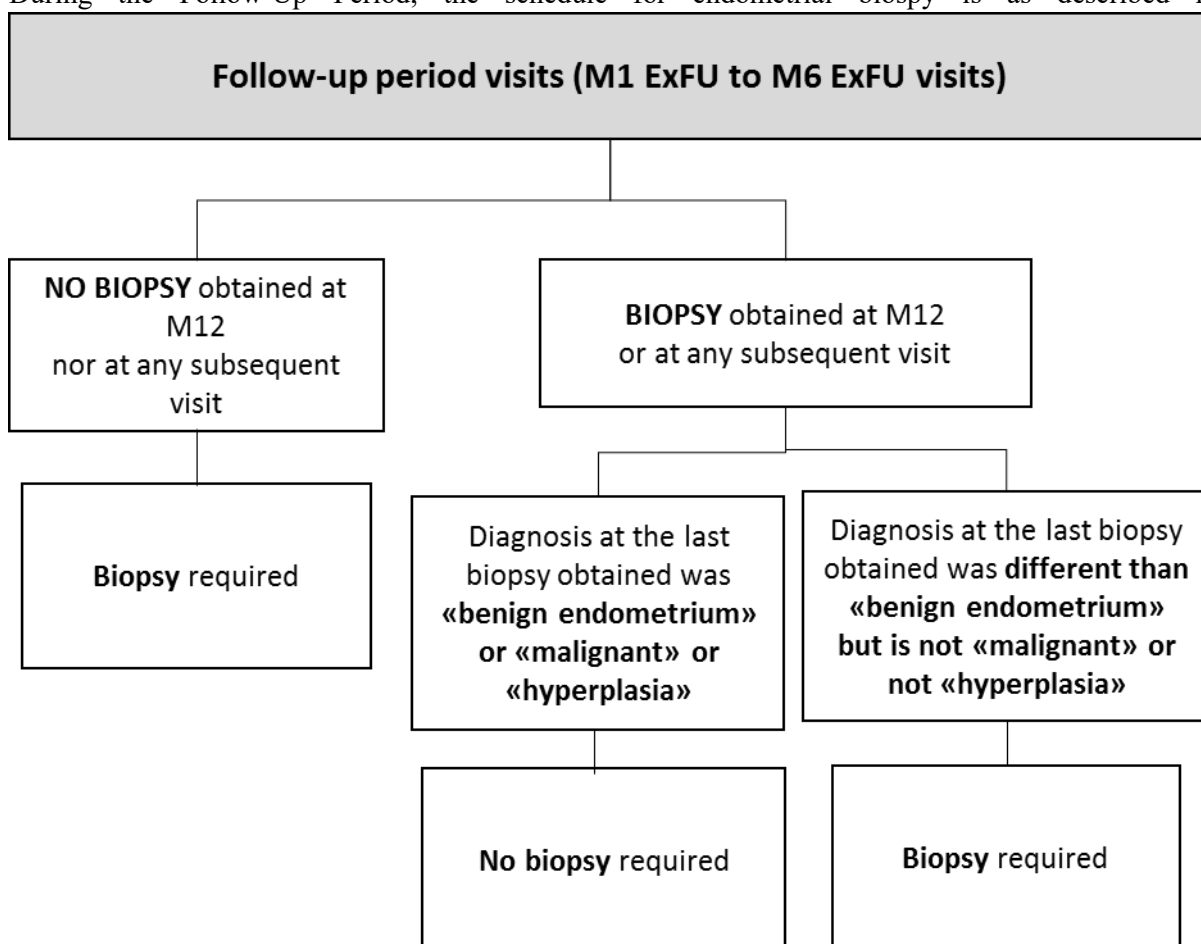 During the Follow-Up Period, the schedule for endometrial biospy is as described
Follow-up period visits (M1 ExFU to M6 ExFU visits)
NO BIOPSY obtained at
M12
nor at any subsequent
visit
BIOPSY obtained at M12
or at any subsequent visit
Biopsy required
Diagnosis at the last
biopsy obtained was
«benign endometrium»
or «malignant» or
«hyperplasia»
Diagnosis at the last biopsy
obtained was different than
«benign endometrium»
but is not «malignant» or
not «hyperplasia»
No biopsy required
Biopsy required